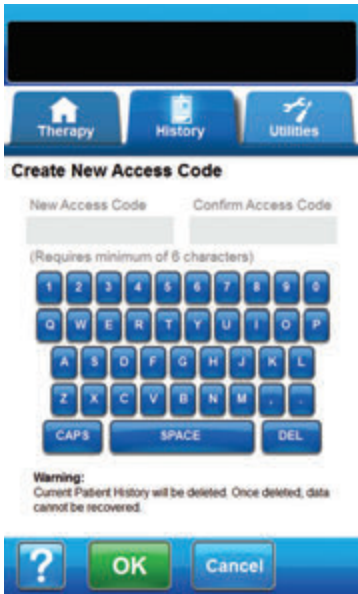 Therapy History Utilities
Create New Access Code
New Access Code Confirm Access Code
(Requires minimum of 6 characters)
1 2 3 4 5 6 7 8 9 0
Q W E R T Y U I O P
A S D F G H J K L
Z X C V B N M , .
CAPS SPACE DEL
Warning:
Current Patient History will be deleted. Once deleted, data
cannot be recovered.
? OK Cancel